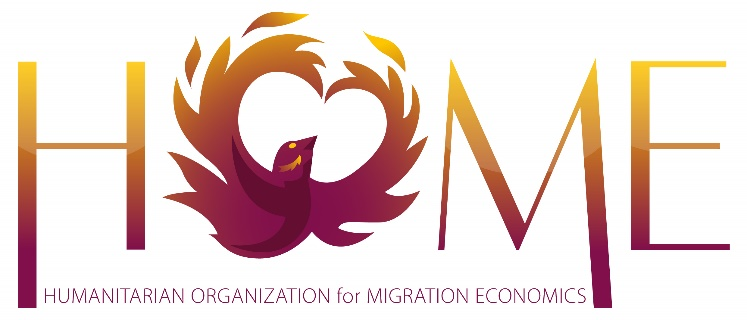 HOME
HUMANITARIAN ORGANIZATION for MIGRATION ECONOMICS